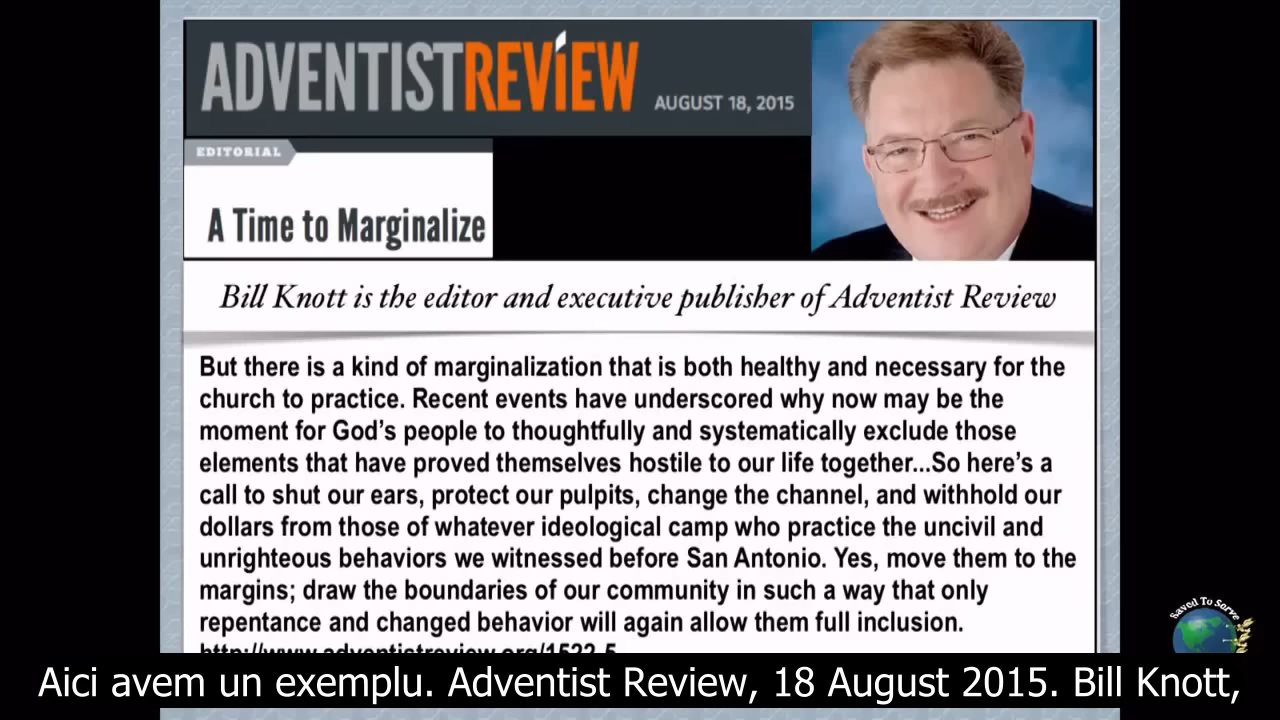 ADVENTISTREVIEW
AUGUST 18, 2015
EDITORIAL
A Time to Marginalize
Bill Knott is the editor and executive publisher of Adventist Review
But there is a kind of marginalization that is both healthy and necessary for the
church to practice. Recent events have underscored why now may be the
moment for God's people to thoughtfully and systematically exclude those
elements that have proved themselves hostile to our life together...So here's a
call to shut our ears, protect our pulpits, change the channel, and withhold our
dollars from those of whatever ideological camp who practice the uncivil and
unrighteous behaviors we witnessed before San Antonio. Yes, move them to the
margins; draw the boundaries of our community in such a way that only
repentance and changed behavior will again allow them full inclusion.
http://www.adventistreview.org/1522-5
Saved To Serve
Aici avem un exemplu. Adventist Review, 18 August 2015. Bill Knott,